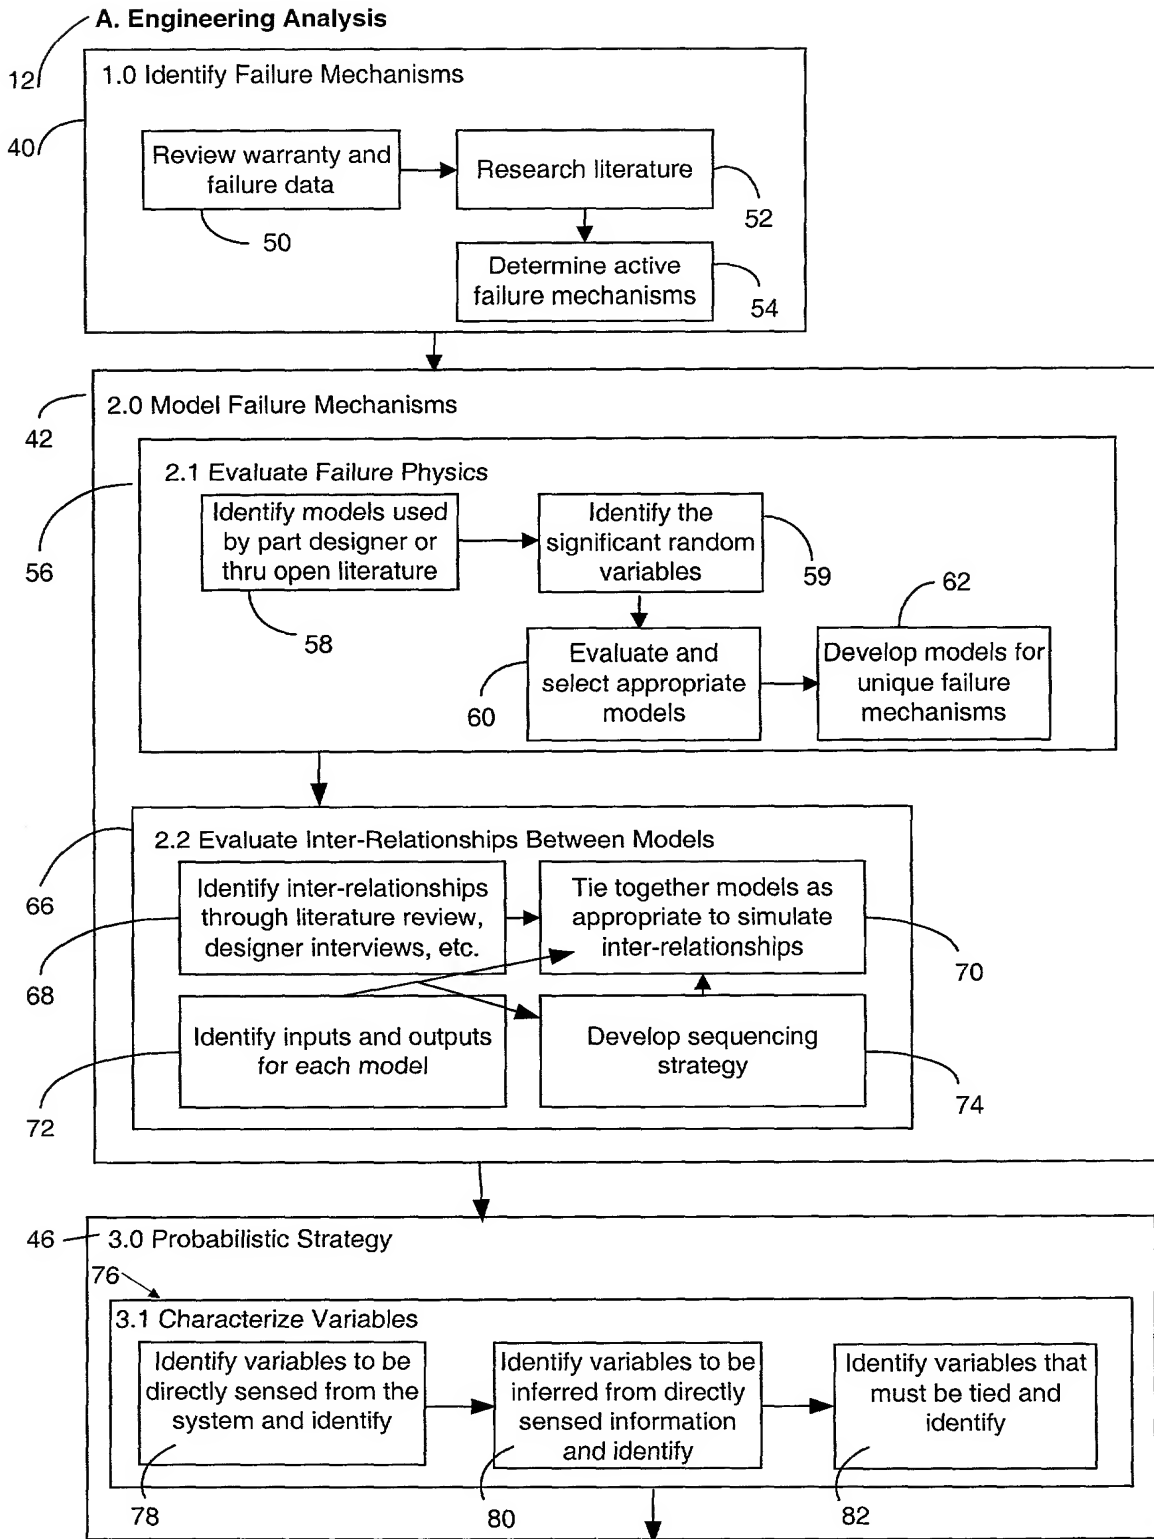 A. Engineering Analysis
12
1.0 Identify Failure Mechanisms
40
Review warranty and
failure data
50
Research literature
52
Determine active
failure mechanisms
54
2.0 Model Failure Mechanisms
42
2.1 Evaluate Failure Physics
56
Identify models used
by part designer or
thru open literature
58
Identify the
significant random
variables
59
62
Evaluate and
select appropriate
models
60
Develop models for
unique failure
mechanisms
2.2 Evaluate Inter-Relationships Between Models
66
Identify inter-relationships
through literature review,
designer interviews, etc.
68
Tie together models as
appropriate to simulate
inter-relationships
70
Identify inputs and outputs
for each model
72
Develop sequencing
strategy
74
46
3.0 Probabilistic Strategy
76
3.1 Characterize Variables
Identify variables to be
directly sensed from the
system and identify
78
Identify variables to be
inferred from directly
sensed information
and identify
80
Identify variables that
must be tied and
identify
82